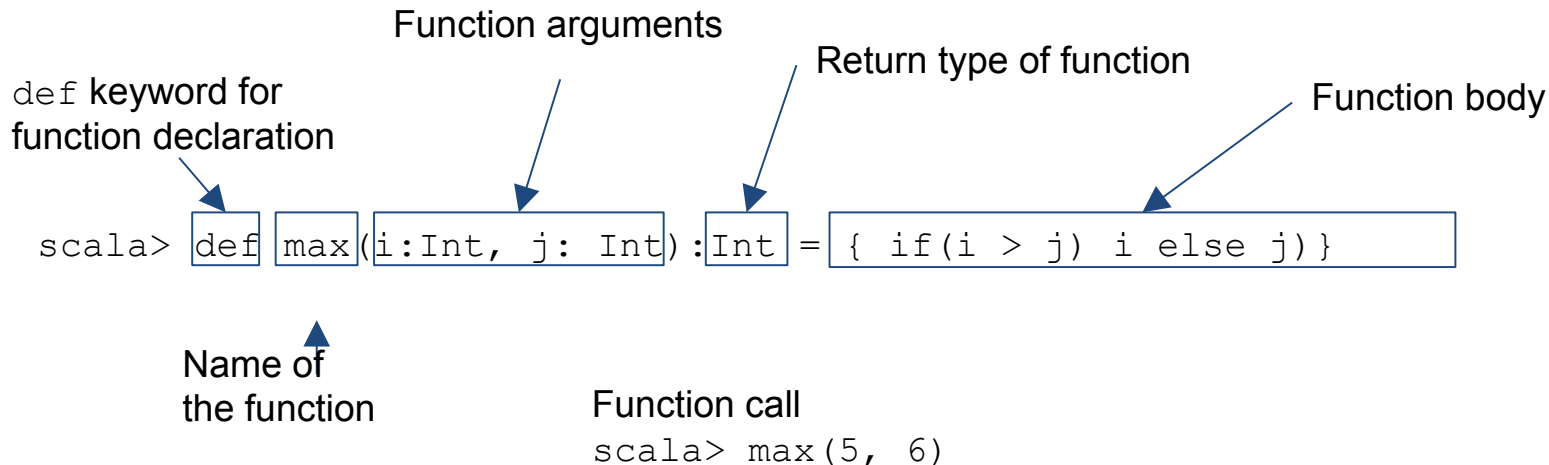 Function arguments
Return type of function
def keyword for
function declaration
Function body
scala> def max(i:Int, j: Int):Int = { if(i > j) i else j)}
Name of
the function
Function call
scala> max(5, 6)